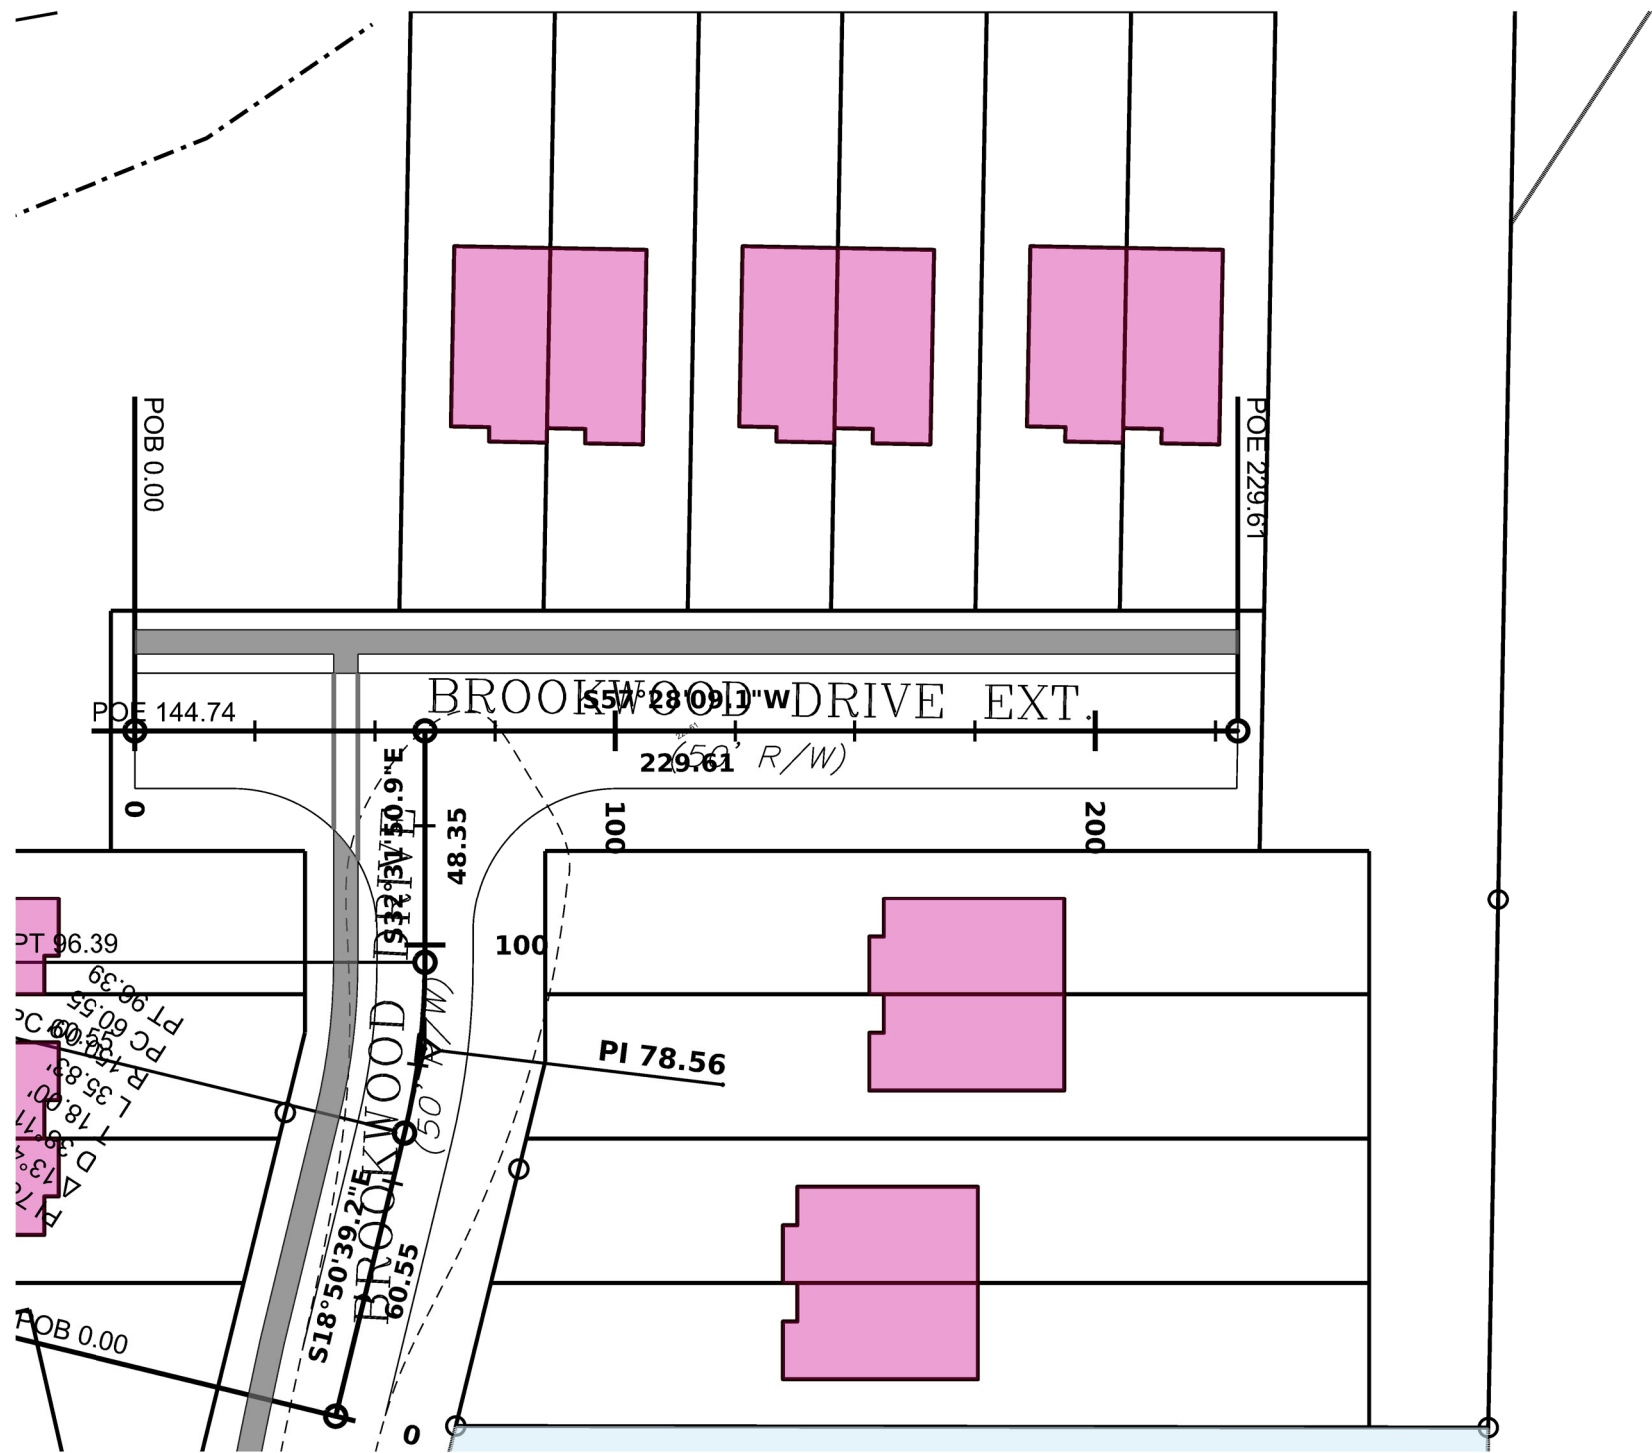 POB 0.00
POE 229.61
BROOKWOOD DRIVE EXT.
S57°28'09.1"W
POE 144.74
(50' R/W)
229.61
0
100
200
S32°31'50.9"E
48.35
BROOKWOOD DRIVE
(50' R/W)
100
PT 96.39
PC 60.55
PI 78.56
PT 96.39
PC 60.55
R 150.00'
L 35.83'
T 18.00'
S18°50'39.2"E
60.55
POB 0.00
0